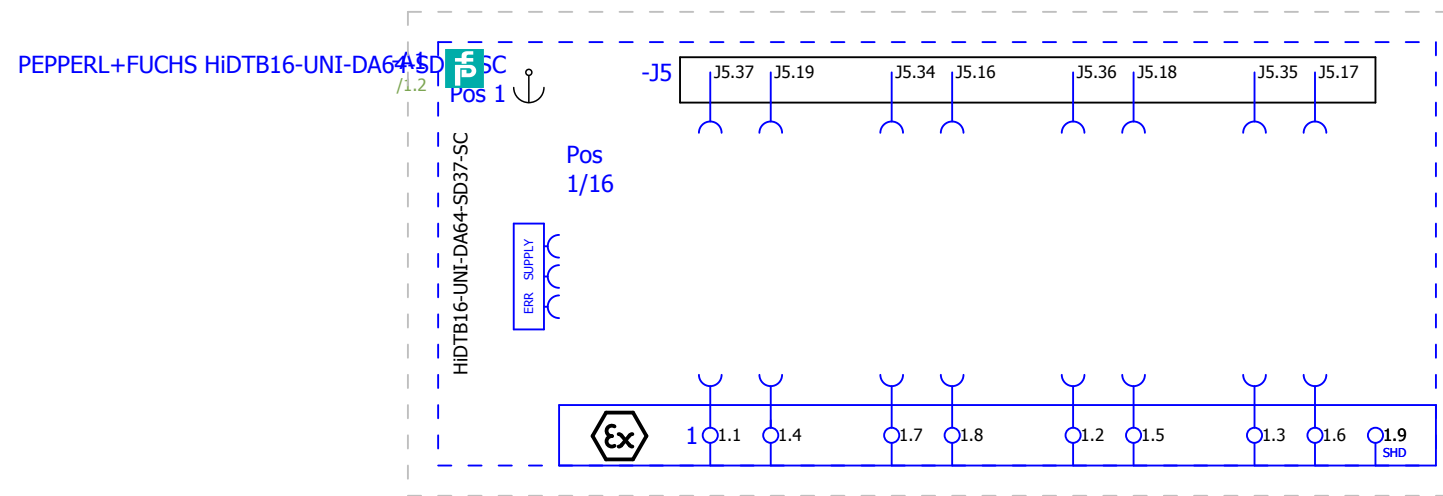 PEPPERL+FUCHS HiDTB16-UNI-DA64-SD37-SC
-A1
/1.2
Pos 1
-J5
J5.37 J5.19 J5.34 J5.16 J5.36 J5.18 J5.35 J5.17
HiDTB16-UNI-DA64-SD37-SC
Pos
1/16
SUPPLY
ERR
Ex
1 1.1 1.4 1.7 1.8 1.2 1.5 1.3 1.6 1.9
SHD